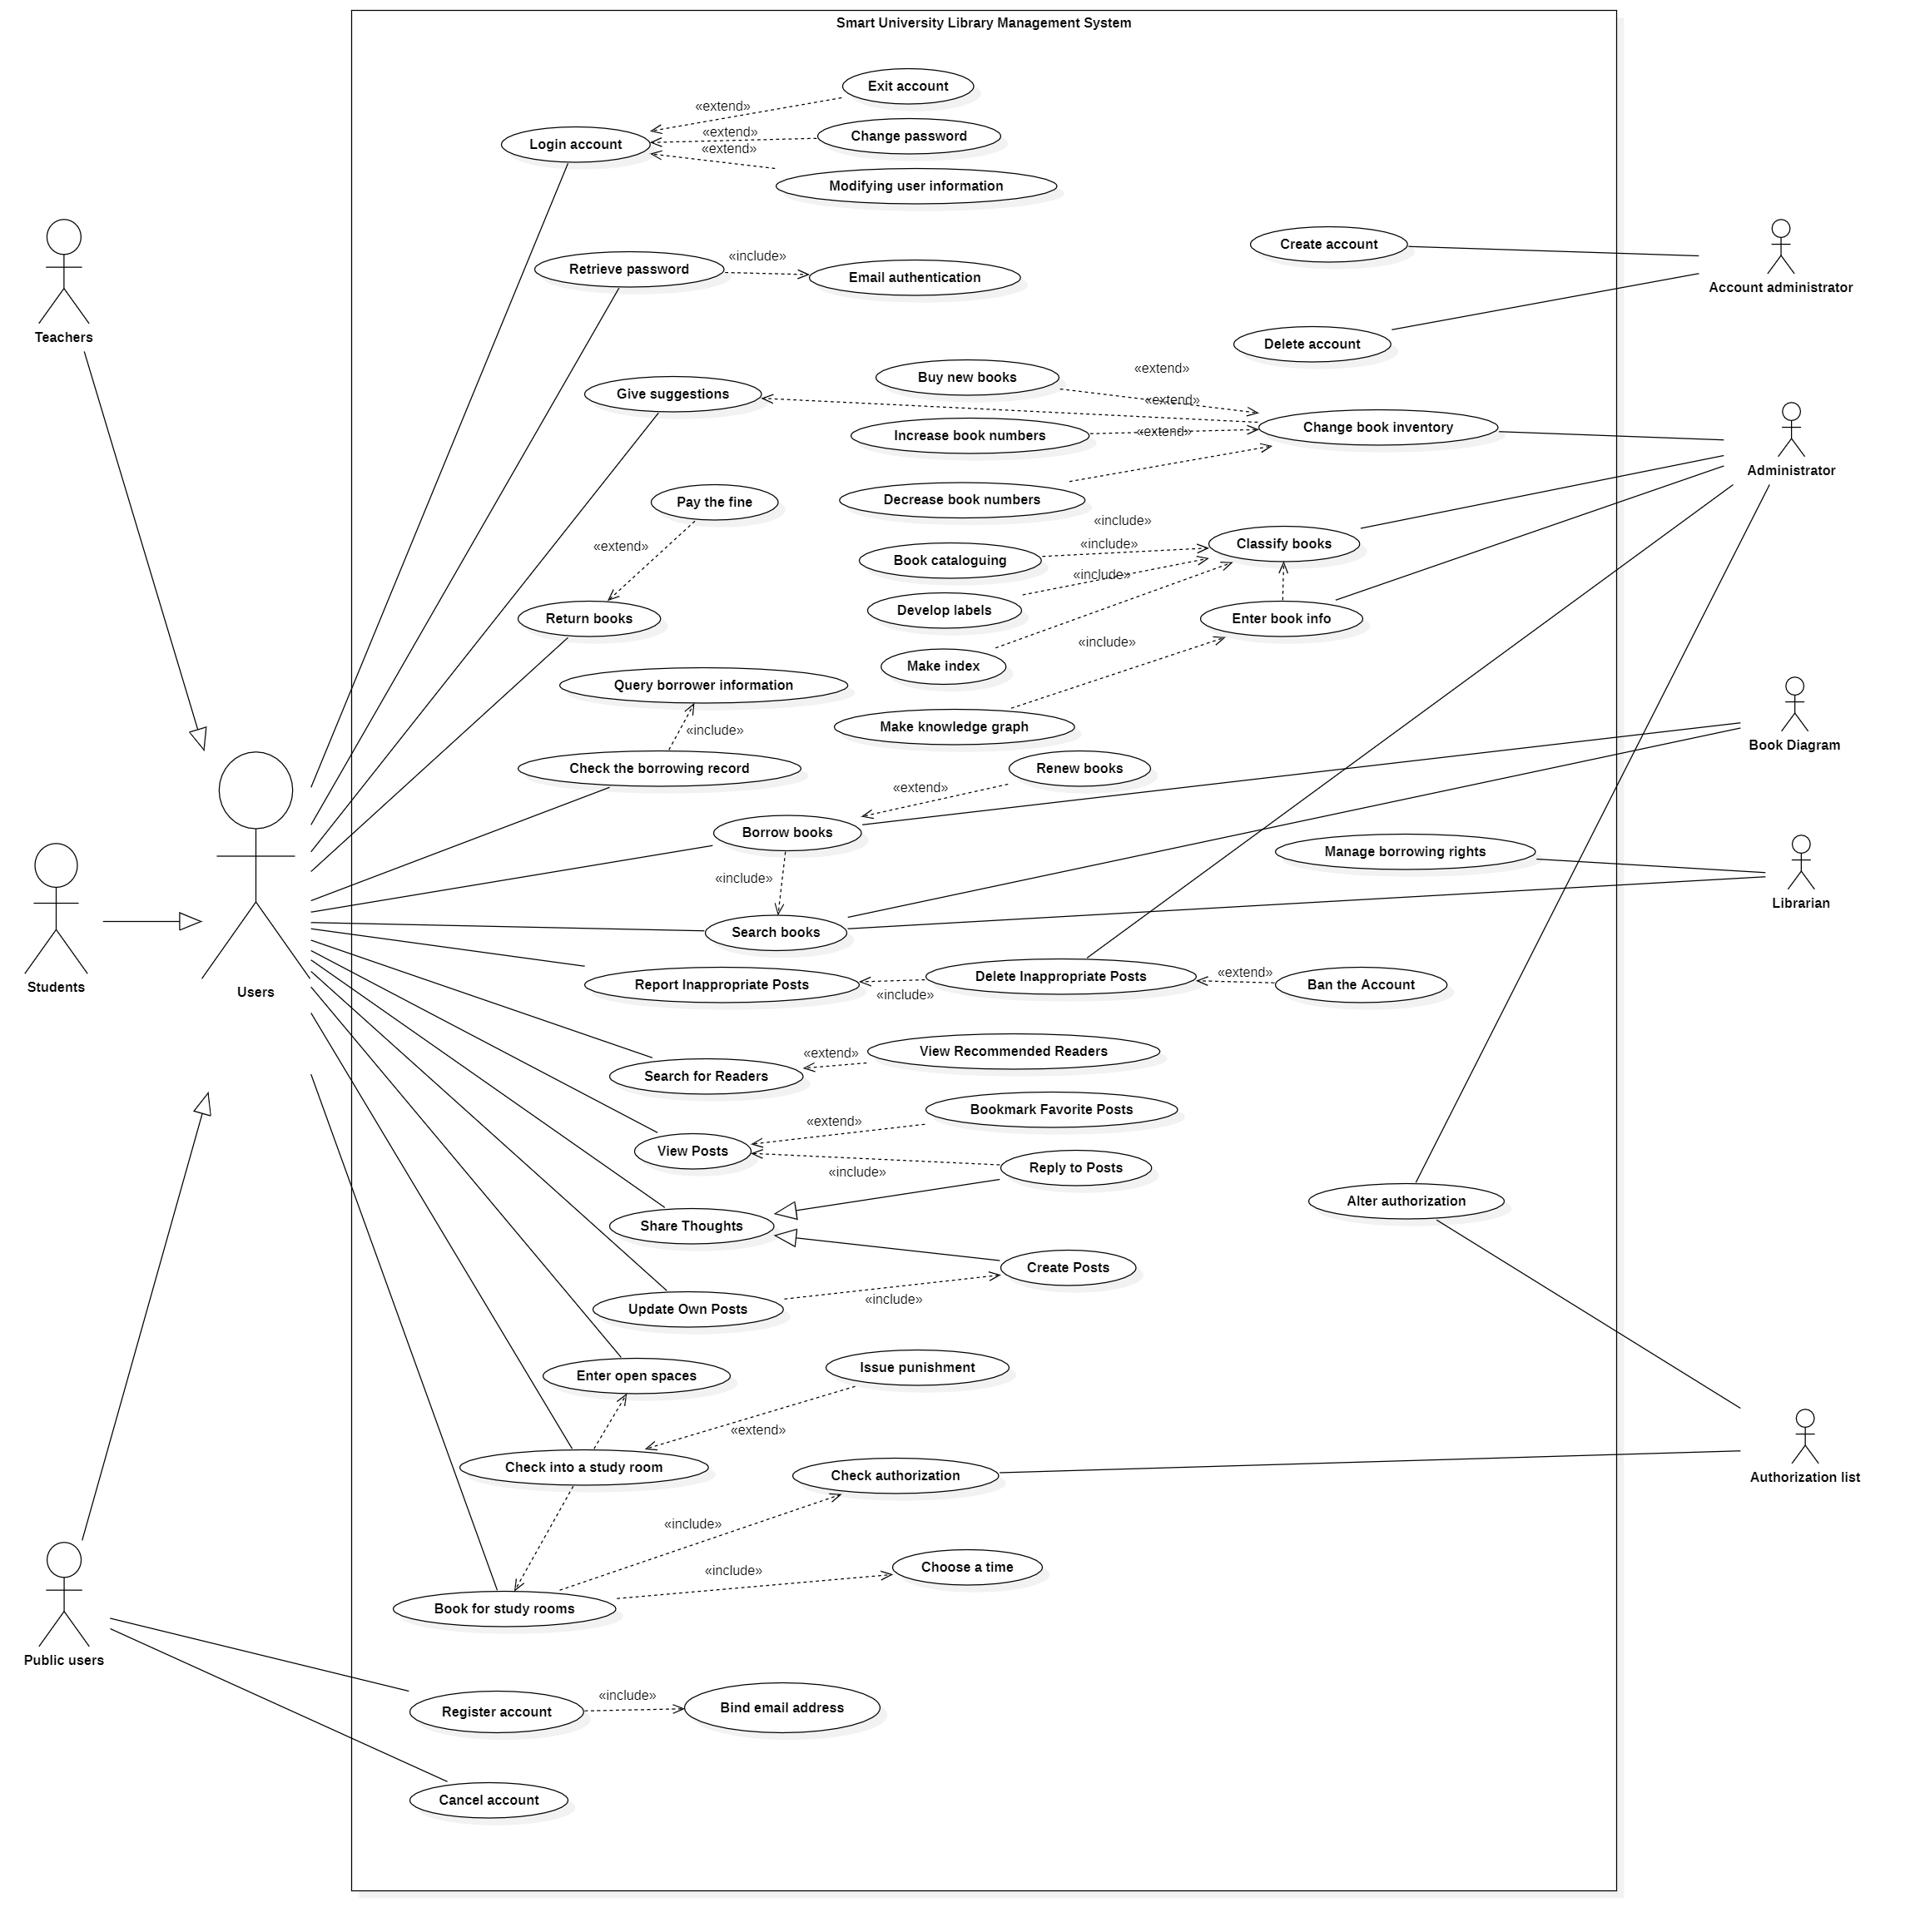 Smart University Library Management System
Exit account
«extend»
Change password
«extend»
Login account
«extend»
Modifying user information
Create account
Account administrator
Retrieve password
«include»
Email authentication
Teachers
Delete account
Buy new books
«extend»
Give suggestions
«extend»
Change book inventory
Increase book numbers
«extend»
Administrator
Decrease book numbers
Pay the fine
«extend»
«include»
Classify books
«include»
Book cataloguing
«include»
Develop labels
Return books
Enter book info
«include»
Make index
Query borrower information
«include»
Make knowledge graph
Book Diagram
Check the borrowing record
Renew books
«extend»
Borrow books
Manage borrowing rights
«include»
Librarian
Search books
Students
Users
Report Inappropriate Posts
«include»
Delete Inappropriate Posts
«extend»
Ban the Account
«extend»
View Recommended Readers
Search for Readers
Bookmark Favorite Posts
«extend»
View Posts
«include»
Reply to Posts
Alter authorization
Share Thoughts
Create Posts
Update Own Posts
«include»
Issue punishment
Enter open spaces
«extend»
Check into a study room
Check authorization
Authorization list
«include»
Choose a time
«include»
Book for study rooms
Public users
Register account
«include»
Bind email address
Cancel account